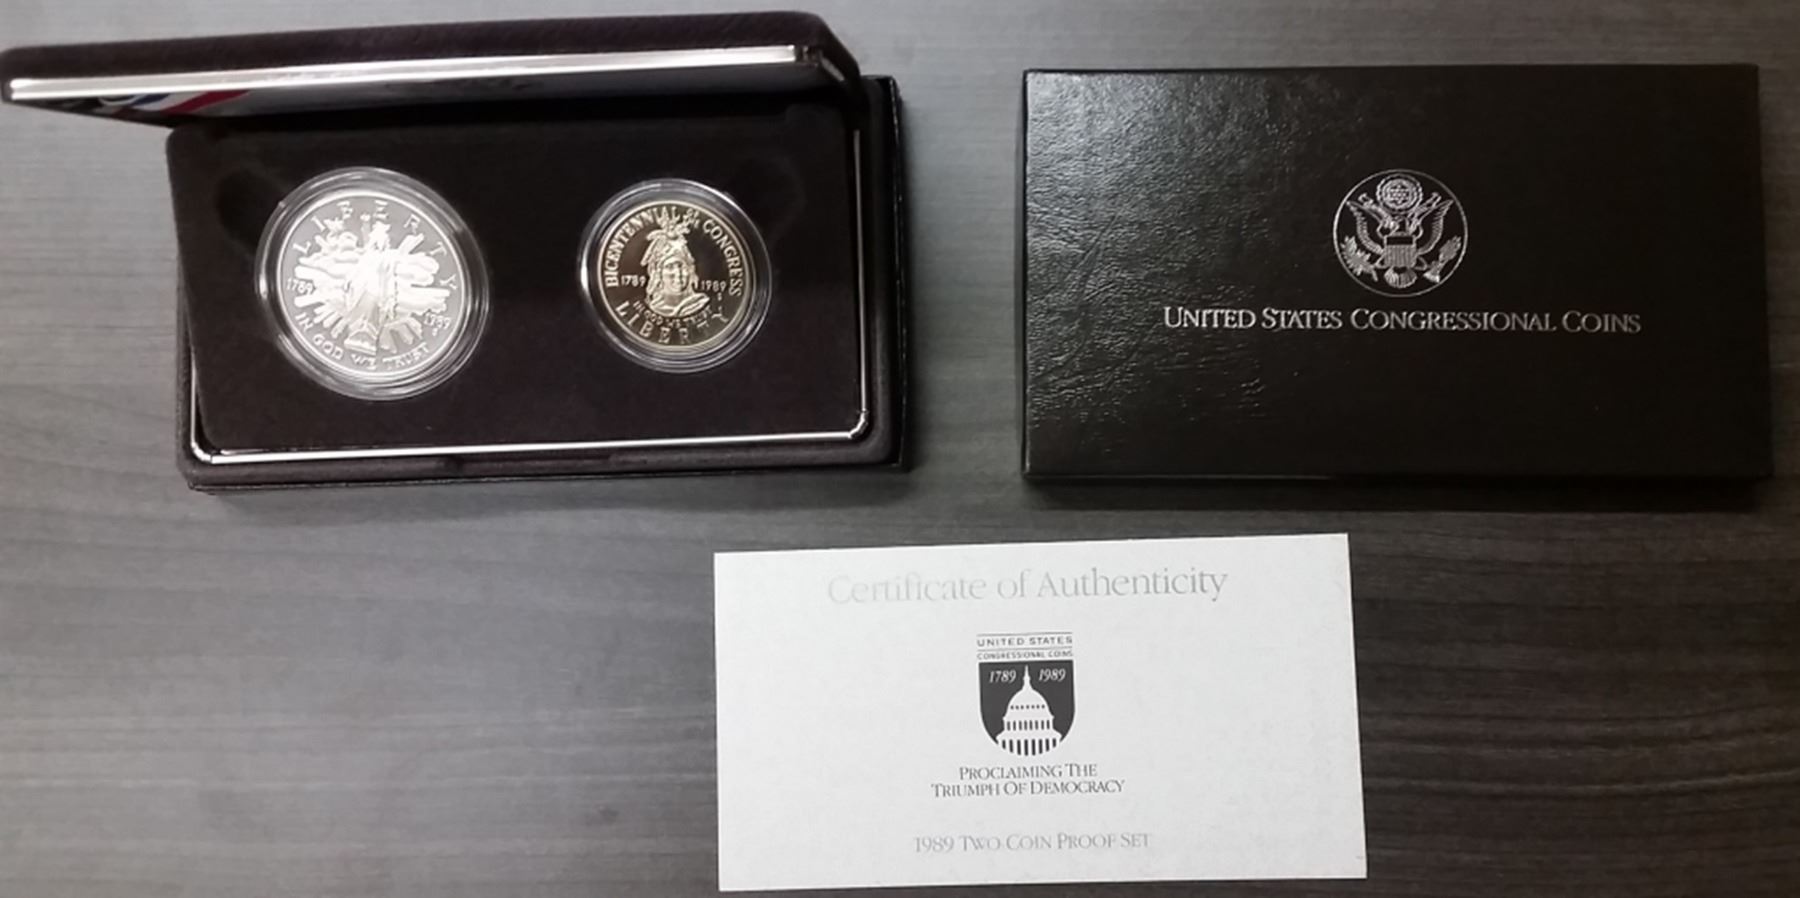 LIBERTY
1789
1989
S
IN GOD WE TRUST
BICENTENNIAL OF CONGRESS
1789 1989
S
IN GOD WE TRUST
LIBERTY
UNITED STATES CONGRESSIONAL COINS
Certificate of Authenticity
UNITED STATES
CONGRESSIONAL COINS
1789 1989
PROCLAIMING THE
TRIUMPH OF DEMOCRACY
1989 TWO COIN PROOF SET